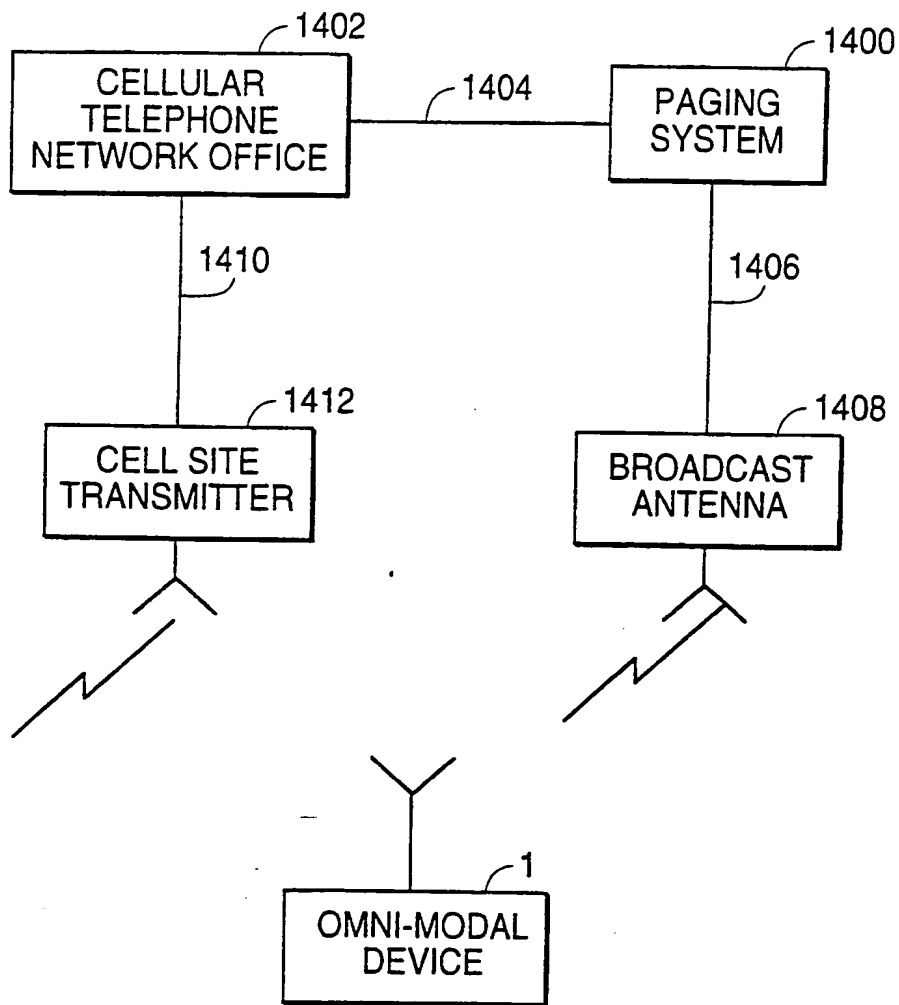 1402
CELLULAR
TELEPHONE
NETWORK OFFICE
1404
1400
PAGING
SYSTEM
1410
1406
1412
CELL SITE
TRANSMITTER
1408
BROADCAST
ANTENNA
1
OMNI-MODAL
DEVICE